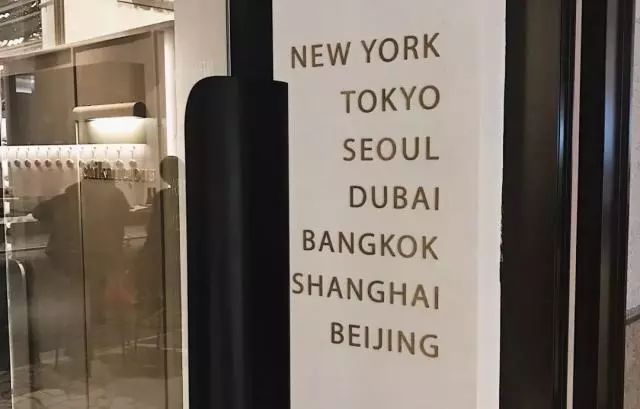 NEW YORK
TOKYO
SEOUL
DUBAI
BANGKOK
SHANGHAI
BEIJING